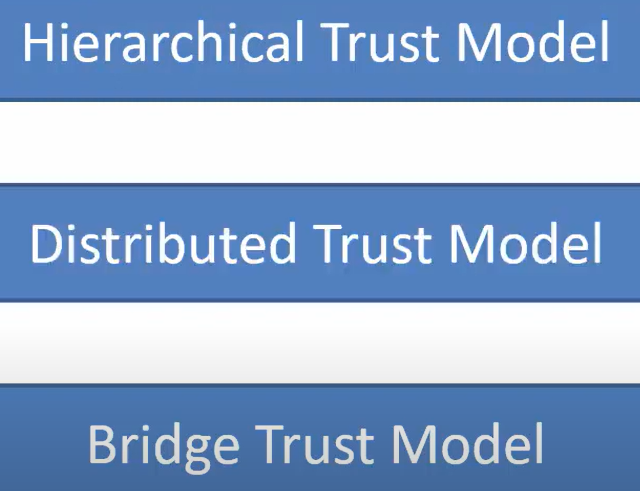 Hierarchical Trust Model
Distributed Trust Model
Bridge Trust Model